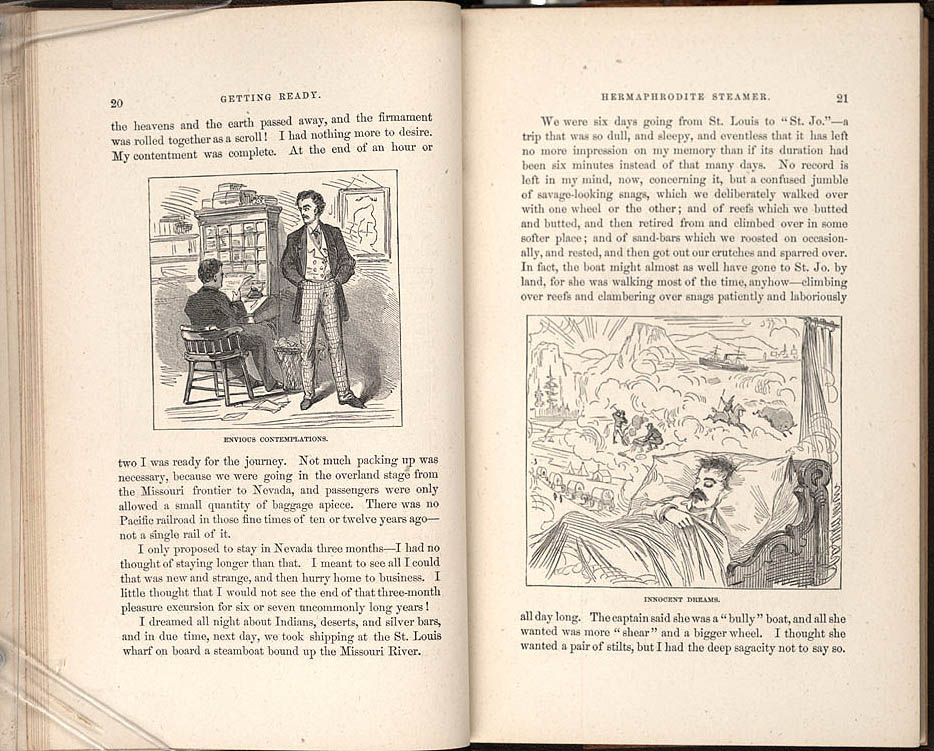 20
GETTING READY.
the heavens and the earth passed away, and the firmament
was rolled together as a scroll! I had nothing more to desire.
My contentment was complete. At the end of an hour or
ENVIOUS CONTEMPLATIONS.
two I was ready for the journey. Not much packing up was
necessary, because we were going in the overland stage from
the Missouri frontier to Nevada, and passengers were only
allowed a small quantity of baggage apiece. There was no
Pacific railroad in those fine times of ten or twelve years ago—
not a single rail of it.
I only proposed to stay in Nevada three months—I had no
thought of staying longer than that. I meant to see all I could
that was new and strange, and then hurry home to business. I
little thought that I would not see the end of that three-month
pleasure excursion for six or seven uncommonly long years!
I dreamed all night about Indians, deserts, and silver bars,
and in due time, next day, we took shipping at the St. Louis
wharf on board a steamboat bound up the Missouri River.
HERMAPHRODITE STEAMER.
21
We were six days going from St. Louis to "St. Jo."—a
trip that was so dull, and sleepy, and eventless that it has left
no more impression on my memory than if its duration had
been six minutes instead of that many days. No record is
left in my mind, now, concerning it, but a confused jumble
of savage-looking snags, which we deliberately walked over
with one wheel or the other; and of reefs which we butted
and butted, and then retired from and climbed over in some
softer place; and of sand-bars which we roosted on occasion-
ally, and rested, and then got out our crutches and sparred over.
In fact, the boat might almost as well have gone to St. Jo. by
land, for she was walking most of the time, anyhow—climbing
over reefs and clambering over snags patiently and laboriously
INNOCENT DREAMS.
all day long. The captain said she was a "bully" boat, and all she
wanted was more "shear" and a bigger wheel. I thought she
wanted a pair of stilts, but I had the deep sagacity not to say so.